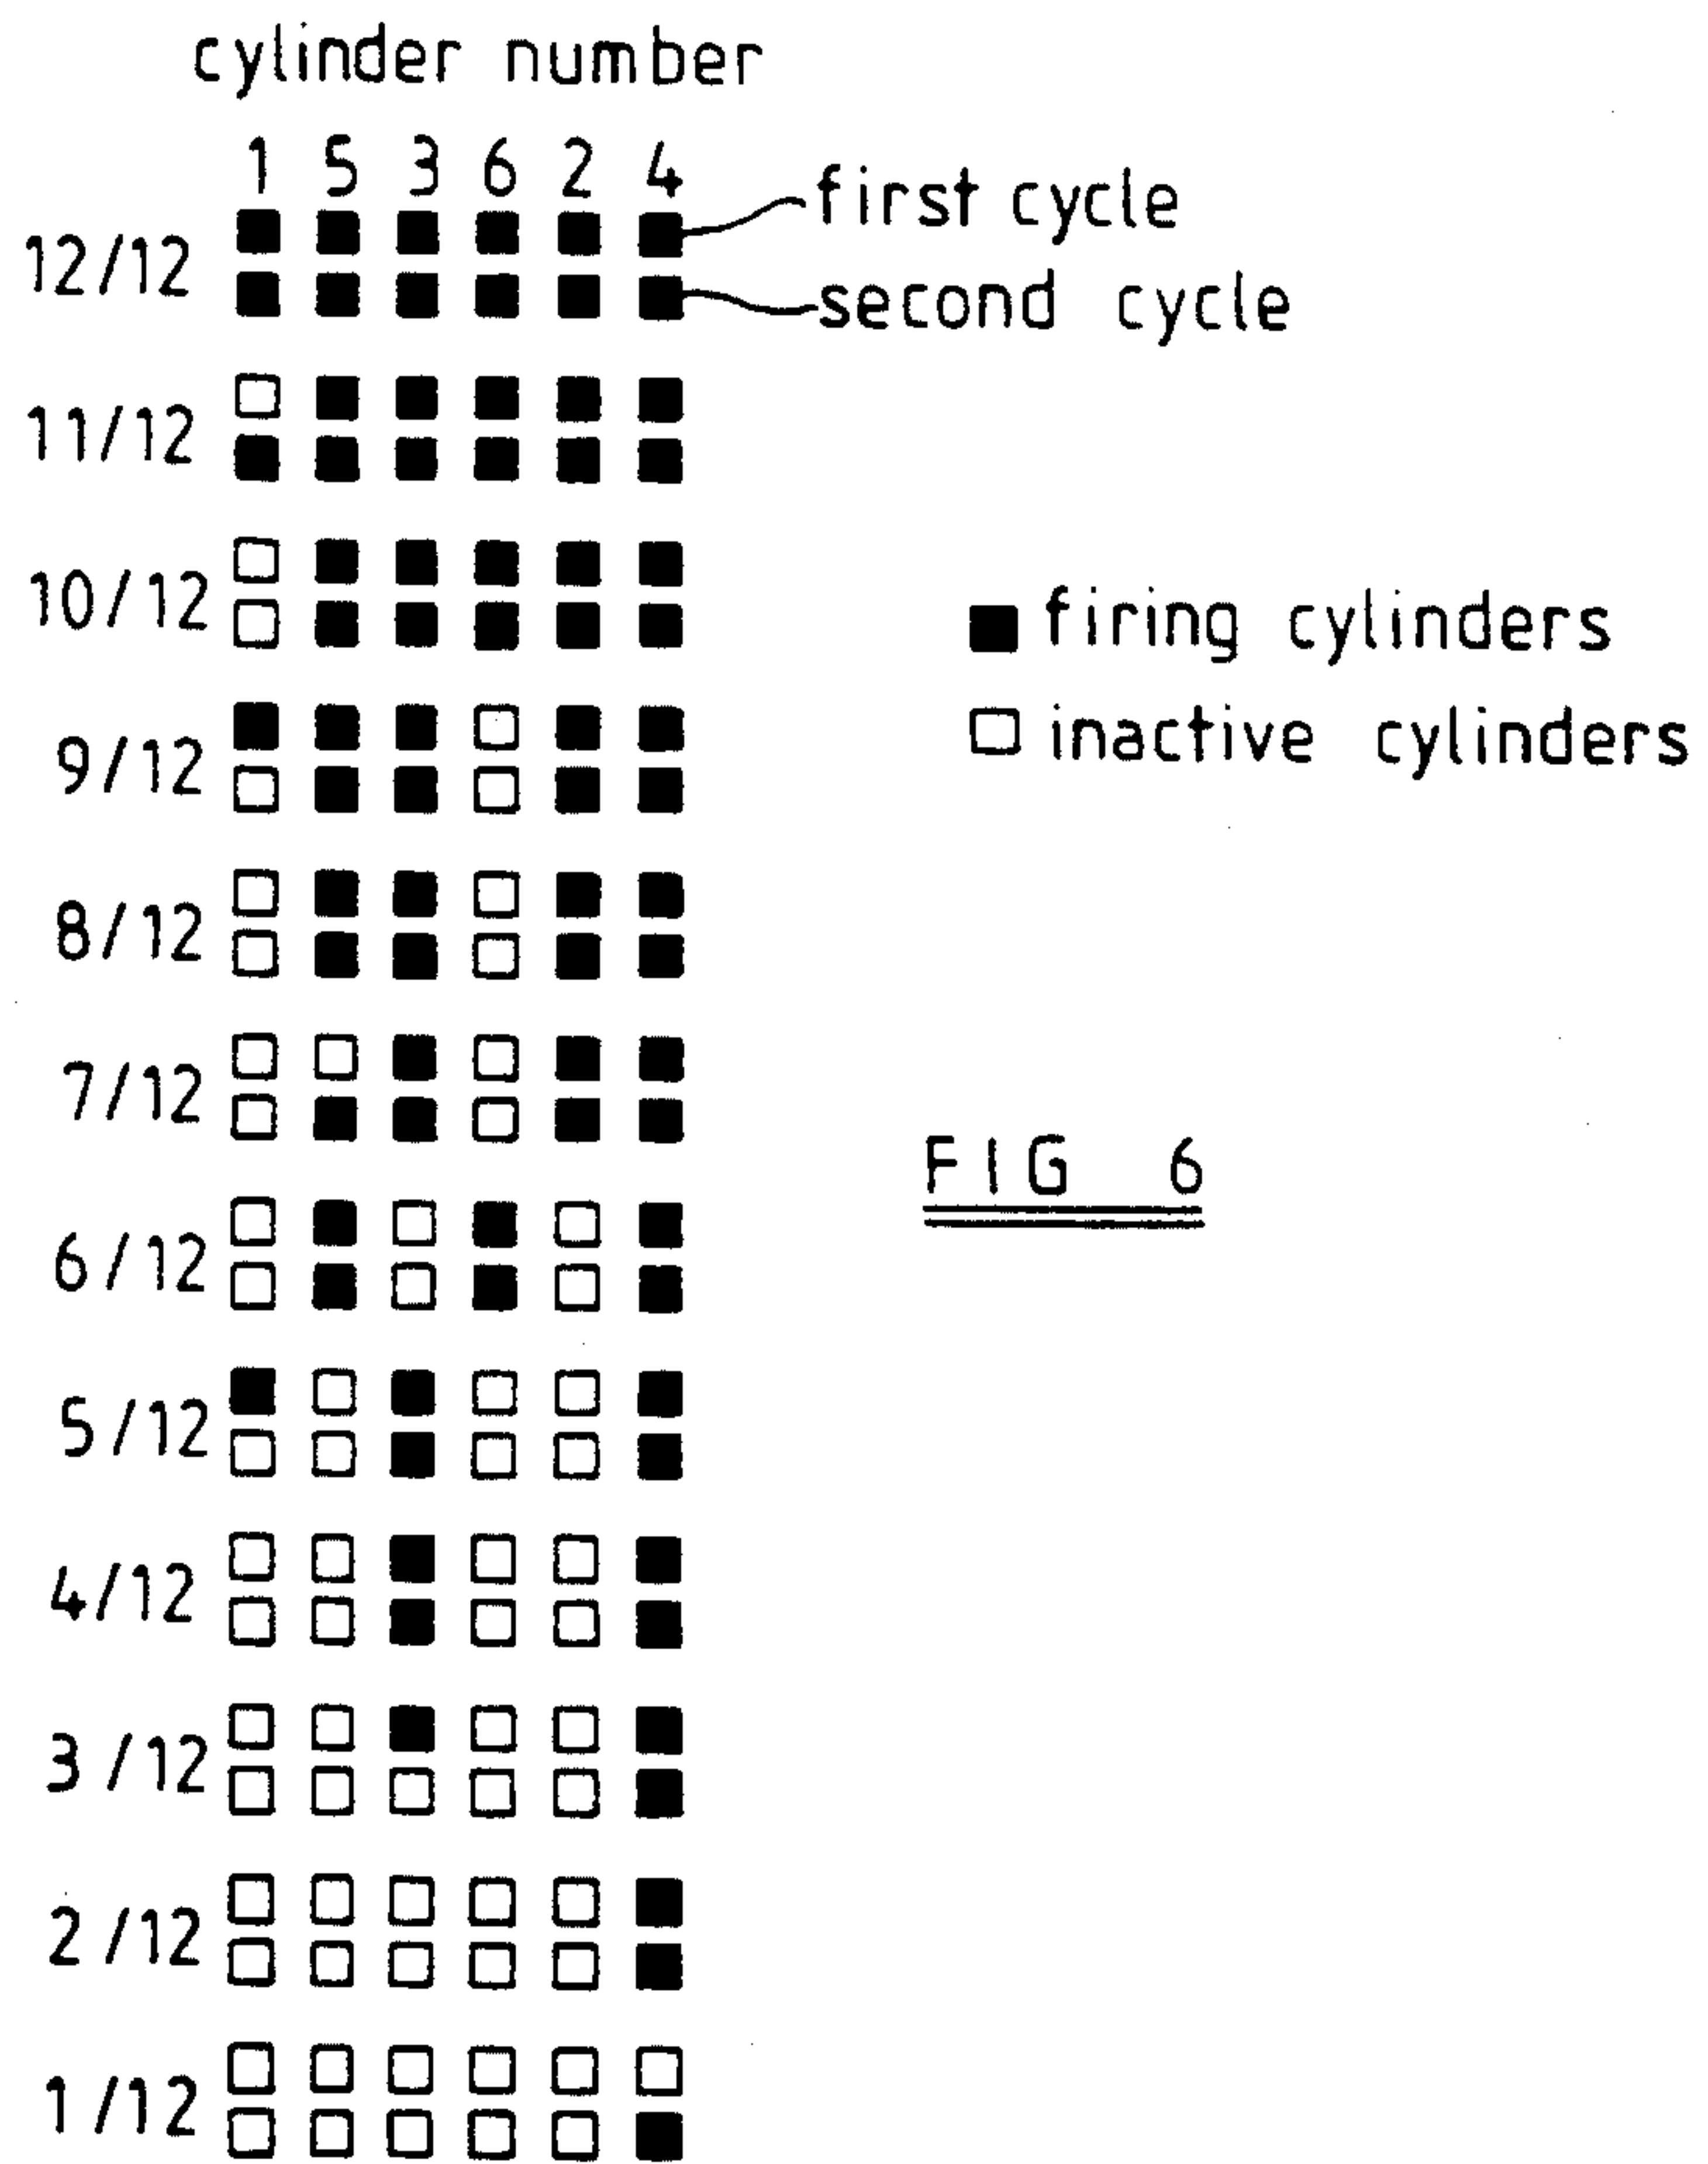 cylinder number
1 5 3 6 2 4
first cycle
12/12
second cycle
11/12
10/12
firing cylinders
9/12
inactive cylinders
8/12
7/12
FIG 6
6/12
5/12
4/12
3/12
2/12
1/12